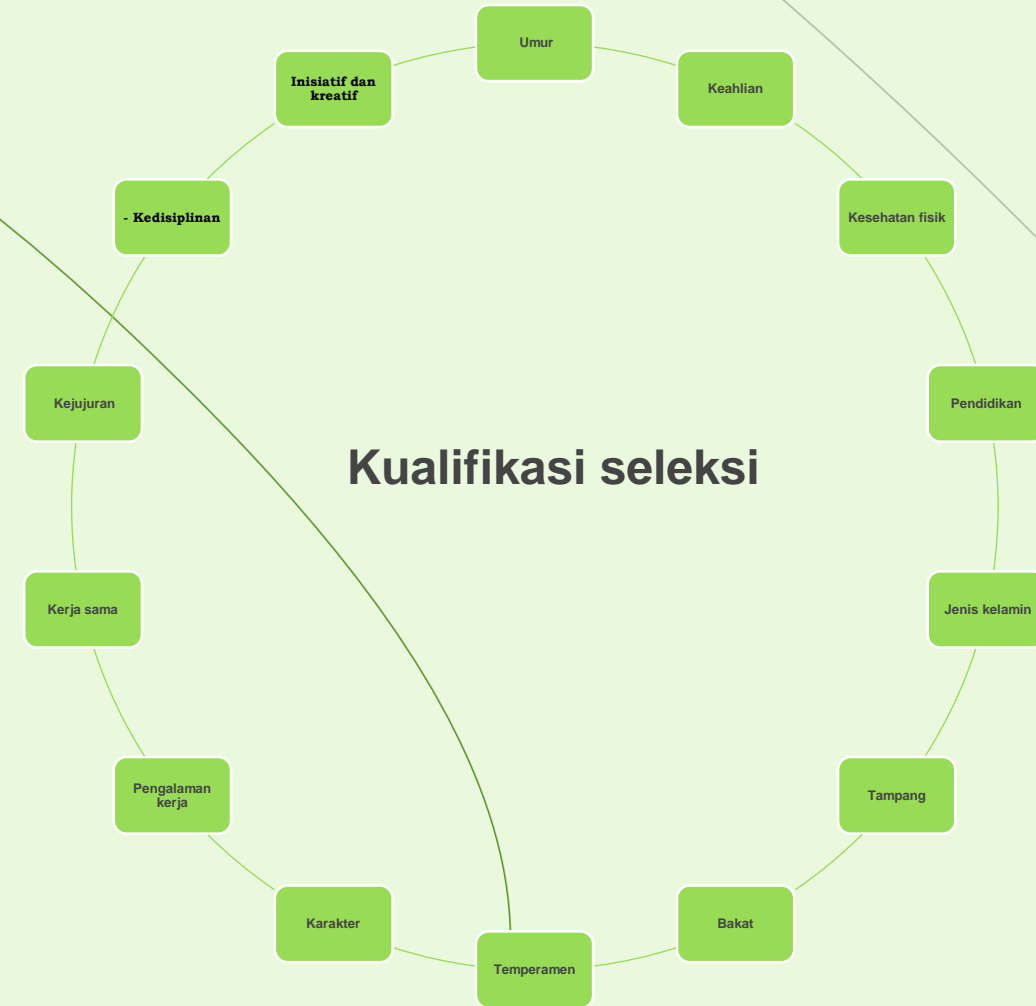 Umur
Keahlian
Kesehatan fisik
Pendidikan
Jenis kelamin
Tampang
Bakat
Temperamen
Karakter
Pengalaman
kerja
Kerja sama
Kejujuran
- Kedisiplinan
Inisiatif dan
kreatif
Kualifikasi seleksi